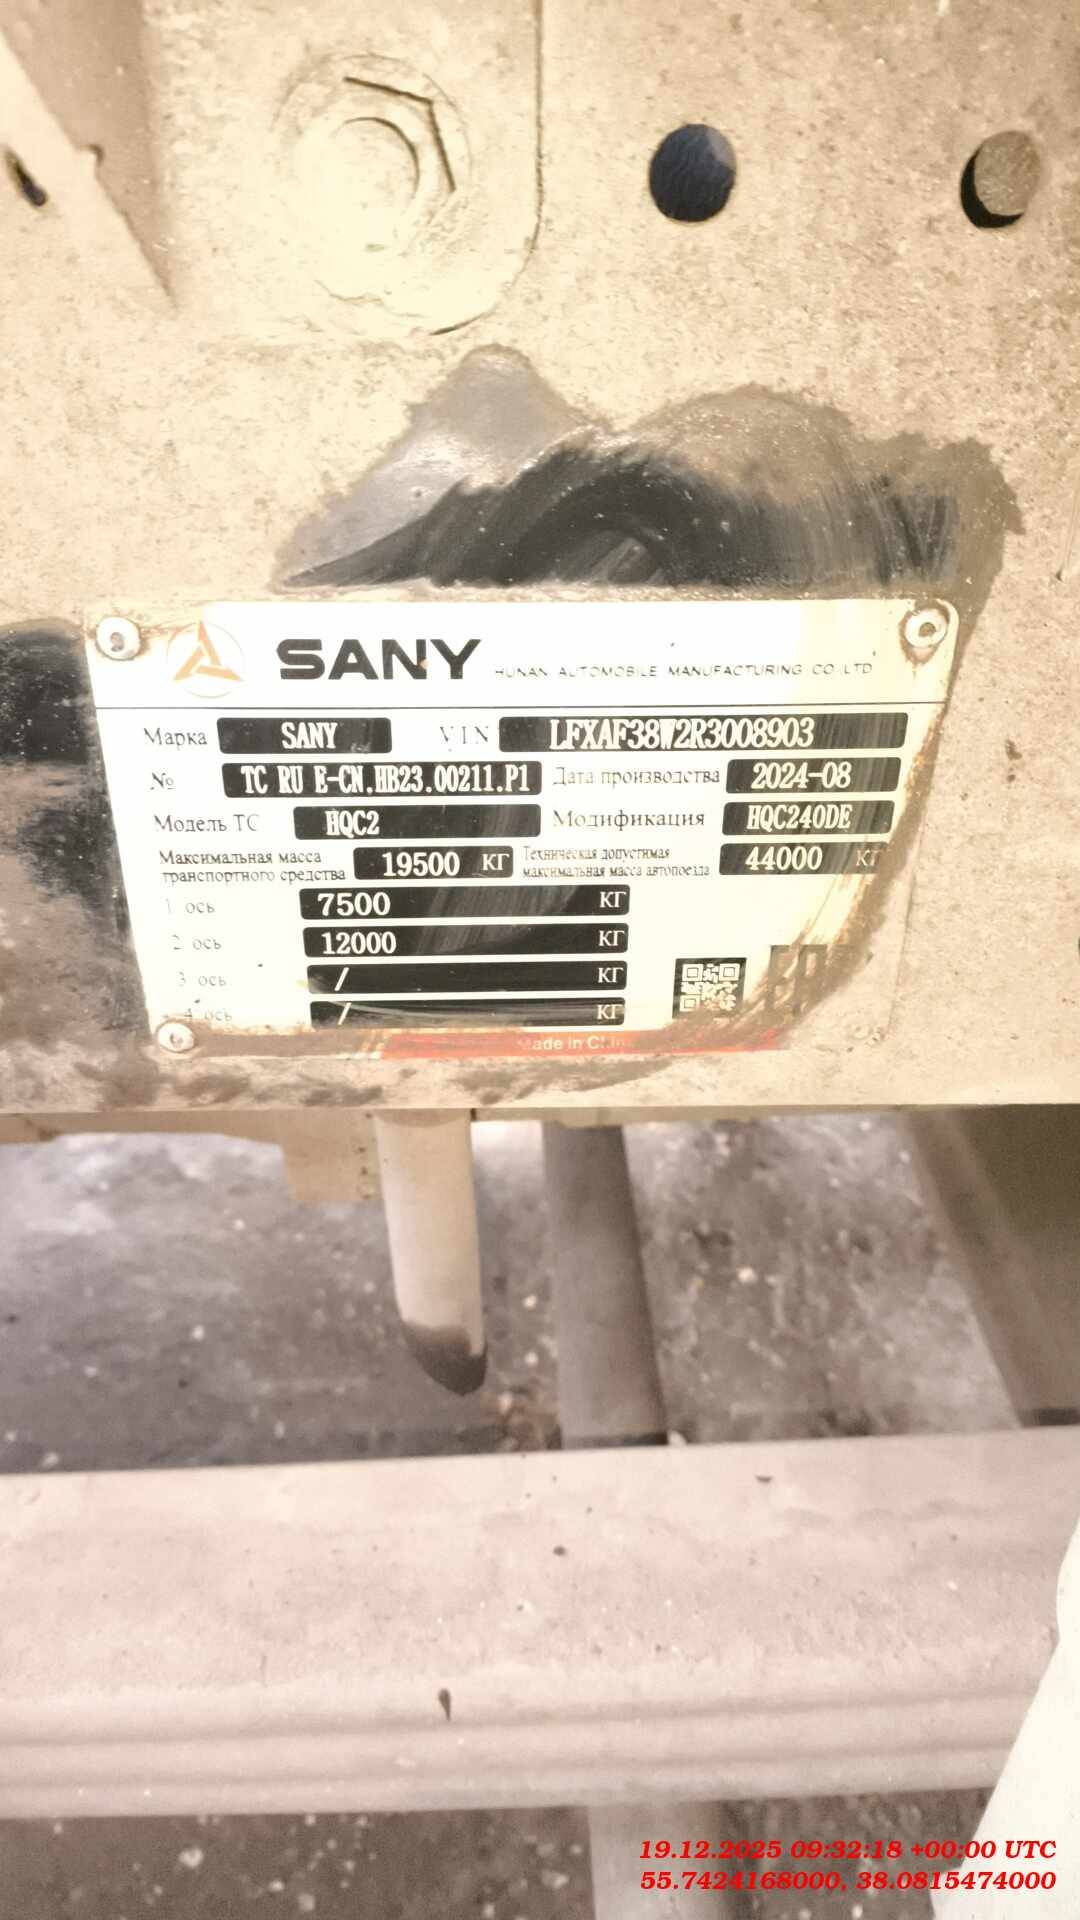 SANY HUNAN AUTOMOBILE MANUFACTURING CO.,LTD
Марка SANY VIN LFXAF38W2R3008903
№ TC RU E-CN.HB23.00211.P1 Дата производства 2024-08
Модель ТС HQC2 Модификация HQC240DE
Максимальная масса транспортного средства 19500 КГ Техническая допустимая максимальная масса автопоезда 44000 КГ
1 ось 7500 КГ
2 ось 12000 КГ
3 ось / КГ
4 ось / КГ
Made in China
19.12.2025 09:32:18 +00:00 UTC
55.7424168000, 38.0815474000